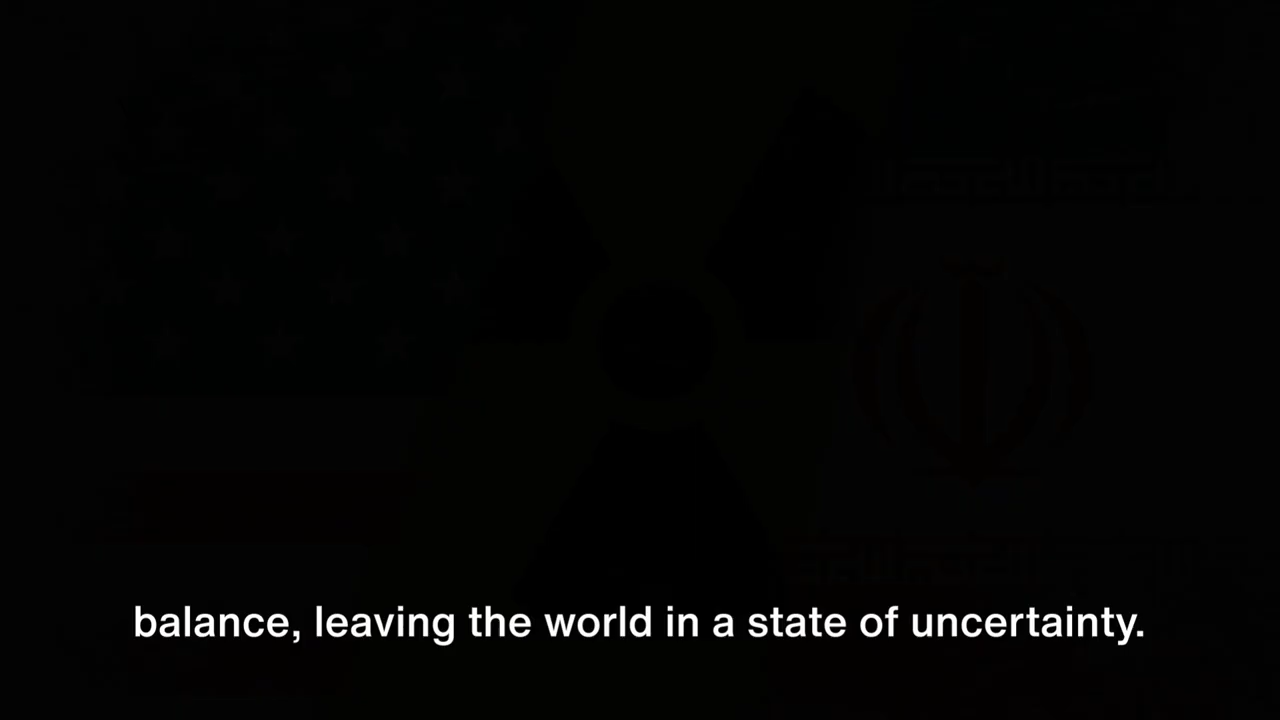 balance, leaving the world in a state of uncertainty.